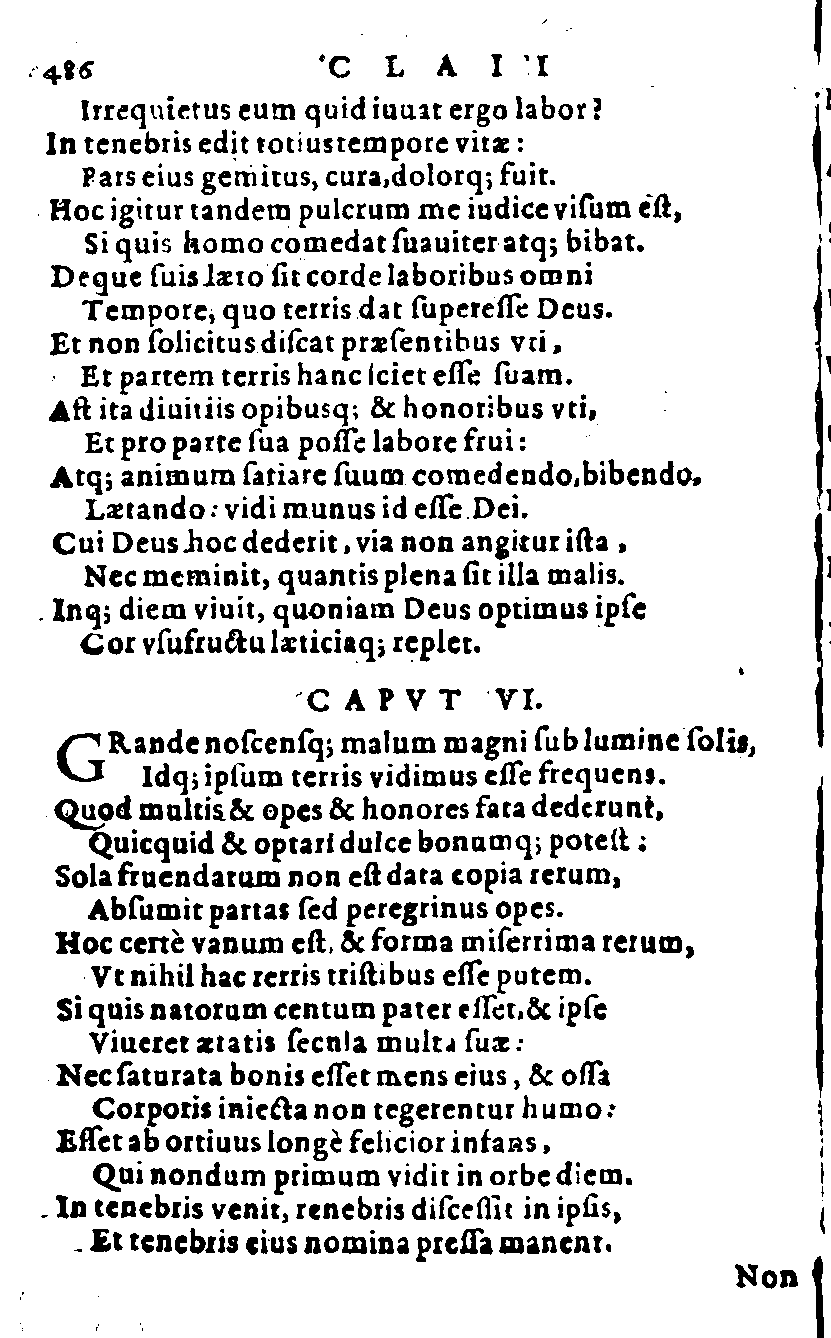 486 CLAII
Irrequietus eum quid iuuat ergo labor?
In tenebris edit totius tempore vitæ:
Pars eius gemitus, cura, dolorq; fuit.
Hoc igitur tandem pulcrum me iudice viſum eſt,
Si quis homo comedat ſuauiter atq; bibat.
Deque ſuis læto ſit corde laboribus omni
Tempore, quo terris dat ſupereſſe Deus.
Et non ſolicitus diſcat præſentibus vti,
Et partem terris hanc ſciet eſſe ſuam.
Aſt ita diuitiis opibusq; & honoribus vti,
Et pro parte ſua poſſe labore frui:
Atq; animum ſatiare ſuum comedendo, bibendo,
Lætando: vidi munus id eſſe Dei.
Cui Deus hoc dederit, via non angitur iſta,
Nec meminit, quantis plena ſit illa malis.
Inq; diem viuit, quoniam Deus optimus ipſe
Cor vſufructu læticiaq; replet.
CAPVT VI.
GRande noſcenſq; malum magni ſub lumine ſolis,
Idq; ipſum terris vidimus eſſe frequens.
Quod multis & opes & honores fata dederunt,
Quicquid & optari dulce bonumq; poteſt:
Sola fruendarum non eſt data copia rerum,
Abſumit partas ſed peregrinus opes.
Hoc certè vanum eſt, & forma miſerrima rerum,
Vt nihil hac terris triſtibus eſſe putem.
Si quis natorum centum pater eſſet, & ipſe
Viueret ætatis ſecula multa ſuæ:
Nec ſaturata bonis eſſet mens eius, & oſſa
Corporis iniecta non tegerentur humo:
Eſſet ab ortiuus longè felicior infans,
Qui nondum primum vidit in orbe diem.
In tenebris venit, tenebris diſceſſit in ipſis,
Et tenebris eius nomina preſſa manent.
Non